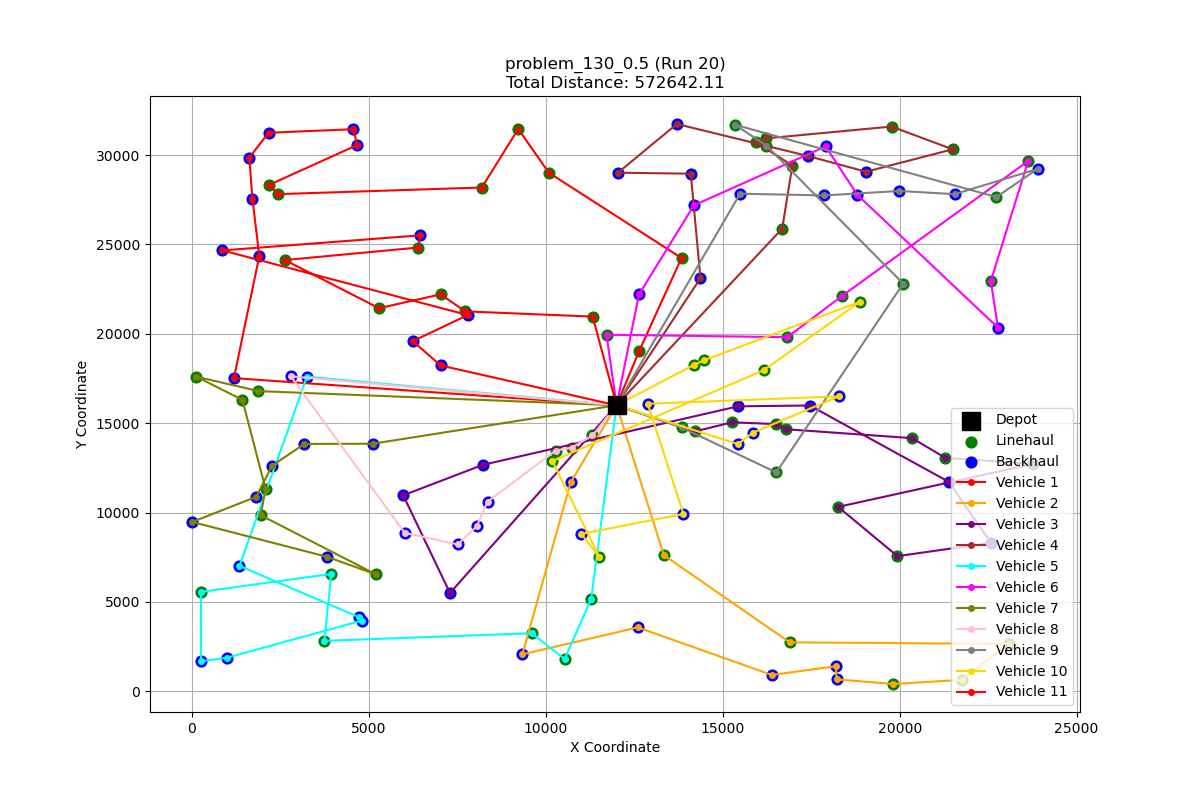 problem_130_0.5 (Run 20)
Total Distance: 572642.11
Y Coordinate
30000
25000
20000
15000
10000
5000
0
0
5000
10000
15000
20000
25000
X Coordinate
Depot
Linehaul
Backhaul
Vehicle 1
Vehicle 2
Vehicle 3
Vehicle 4
Vehicle 5
Vehicle 6
Vehicle 7
Vehicle 8
Vehicle 9
Vehicle 10
Vehicle 11